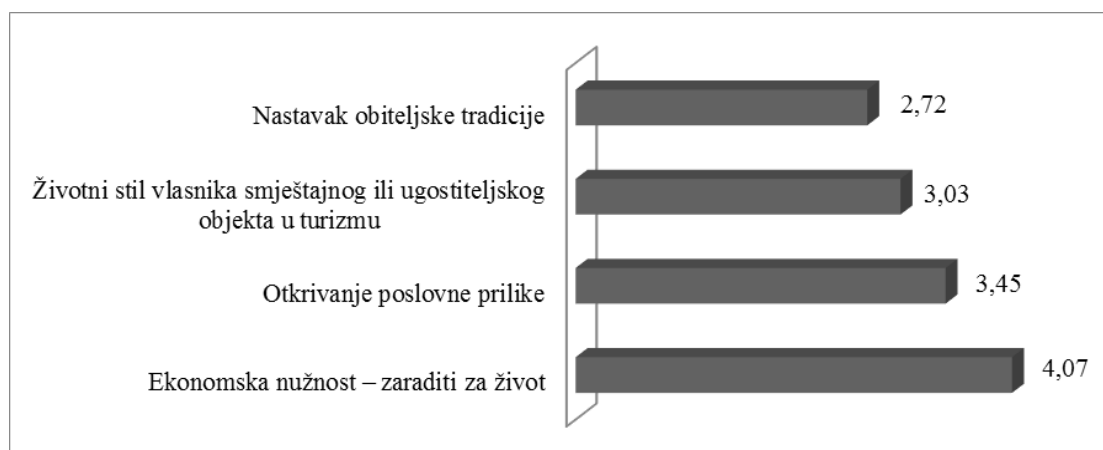 Nastavak obiteljske tradicije
2,72
Životni stil vlasnika smještajnog ili ugostiteljskog
objekta u turizmu
3,03
Otkrivanje poslovne prilike
3,45
Ekonomska nužnost – zaraditi za život
4,07